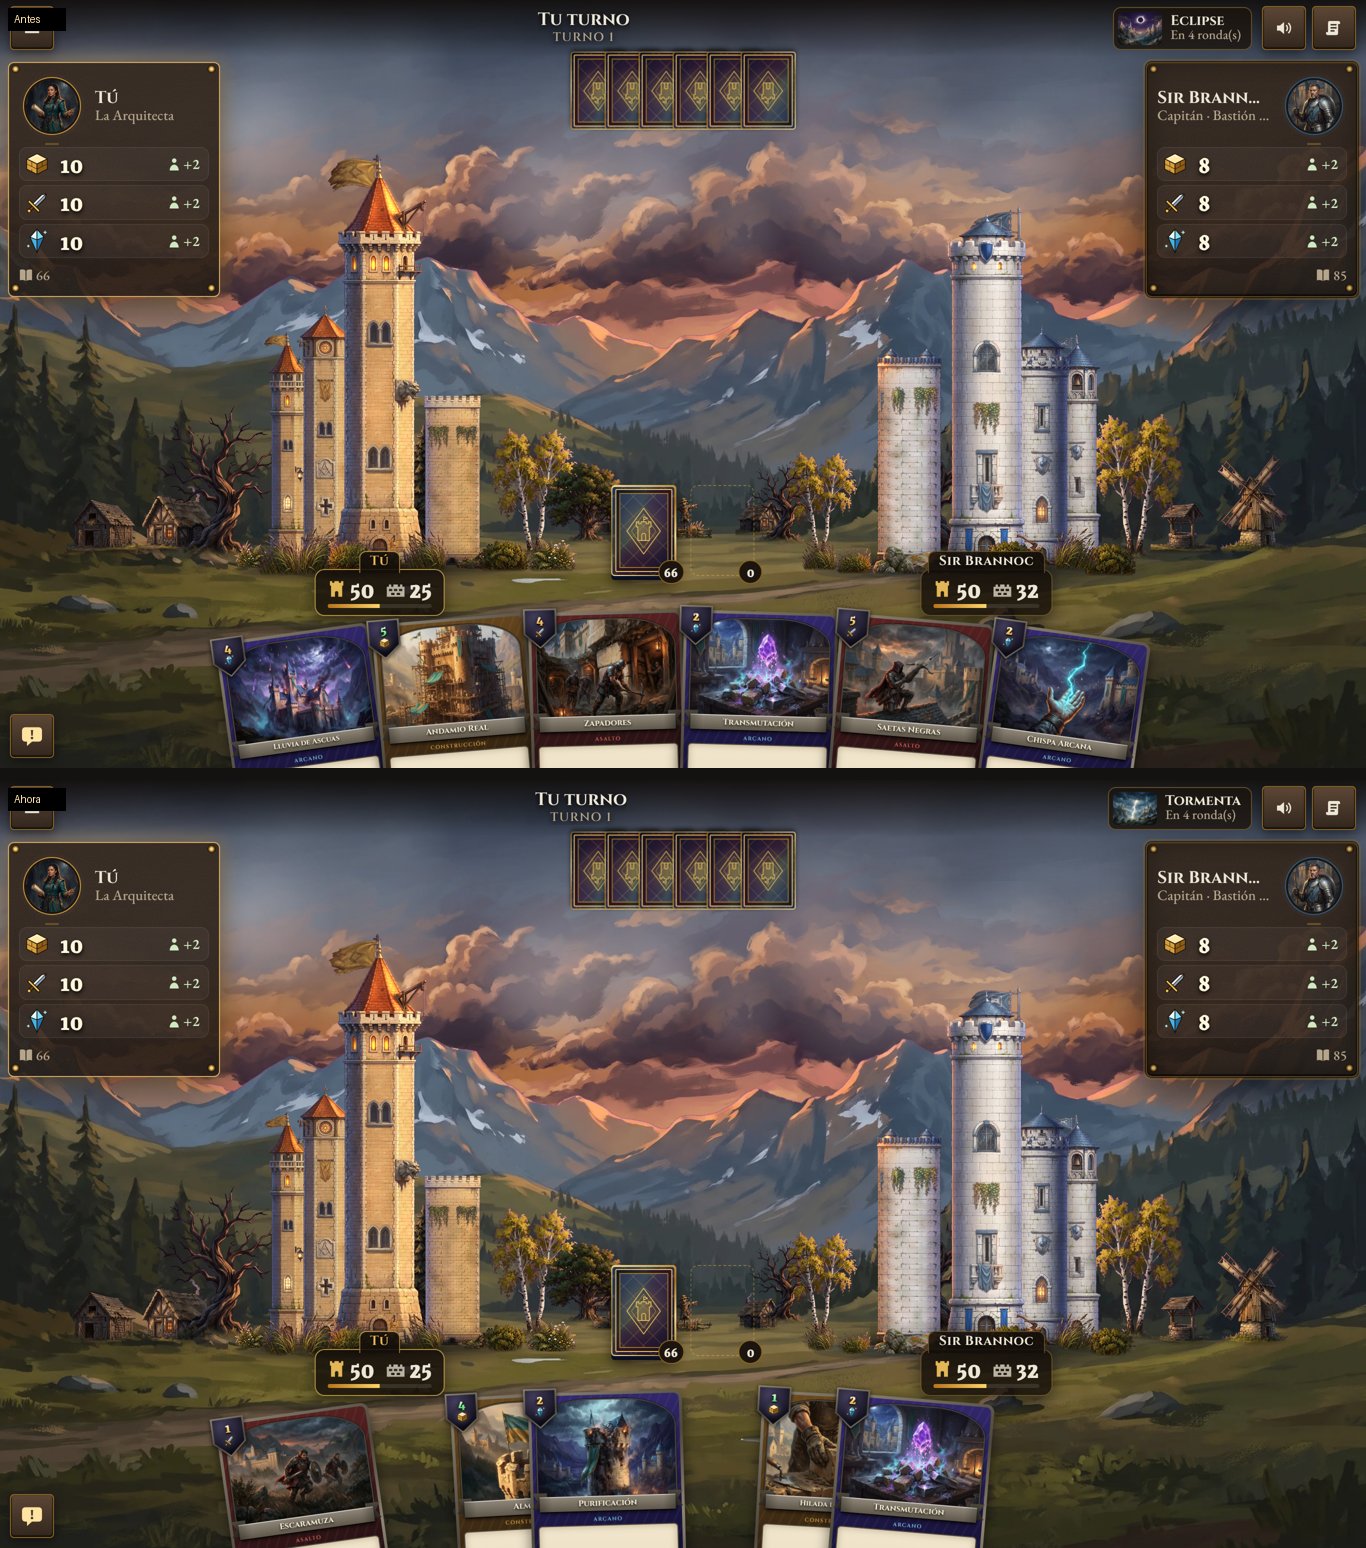 Antes
TU TURNO
TURNO 1
ECLIPSE
En 4 ronda(s)
TÚ
La Arquitecta
10 +2
10 +2
10 +2
66
SIR BRANN...
Capitán · Bastión ...
8 +2
8 +2
8 +2
85
66
0
TÚ
50 25
SIR BRANNOC
50 32
4
LLUVIA DE ASCUAS
ARCANO
5
ANDAMIO REAL
CONSTRUCCIÓN
4
ZAPADORES
ASALTO
2
TRANSMUTACIÓN
ARCANO
5
SAETAS NEGRAS
ASALTO
2
CHISPA ARCANA
ARCANO
Ahora
TU TURNO
TURNO 1
TORMENTA
En 4 ronda(s)
TÚ
La Arquitecta
10 +2
10 +2
10 +2
66
SIR BRANN...
Capitán · Bastión ...
8 +2
8 +2
8 +2
85
66
0
TÚ
50 25
SIR BRANNOC
50 32
1
ESCARAMUZA
ASALTO
4
ALM
CONST
2
PURIFICACIÓN
ARCANO
1
HILADA
CONST
2
TRANSMUTACIÓN
ARCANO